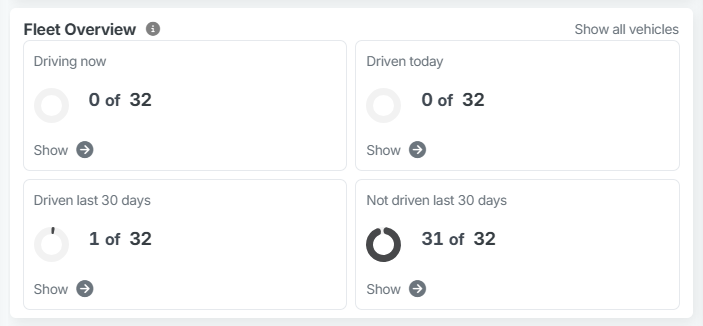 Fleet Overview
Show all vehicles
Driving now
0 of 32
Show
Driven today
0 of 32
Show
Driven last 30 days
1 of 32
Show
Not driven last 30 days
31 of 32
Show